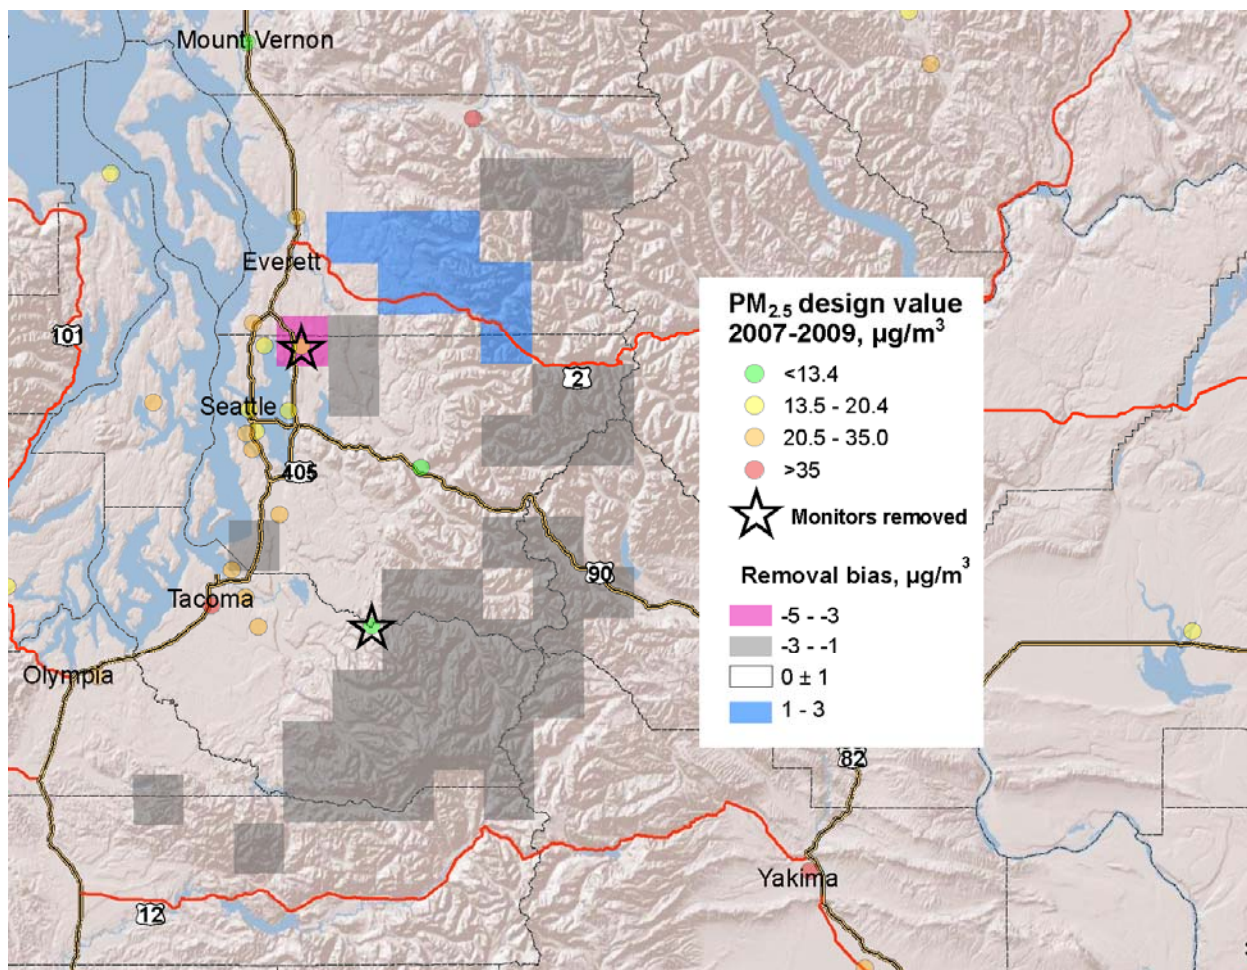 Mount Vernon
Everett
101
2
Seattle
405
90
Tacoma
Olympia
82
Yakima
12
PM2.5 design value
2007-2009, µg/m3
<13.4
13.5 - 20.4
20.5 - 35.0
>35
Monitors removed
Removal bias, µg/m3
-5 - -3
-3 - -1
0 ± 1
1 - 3